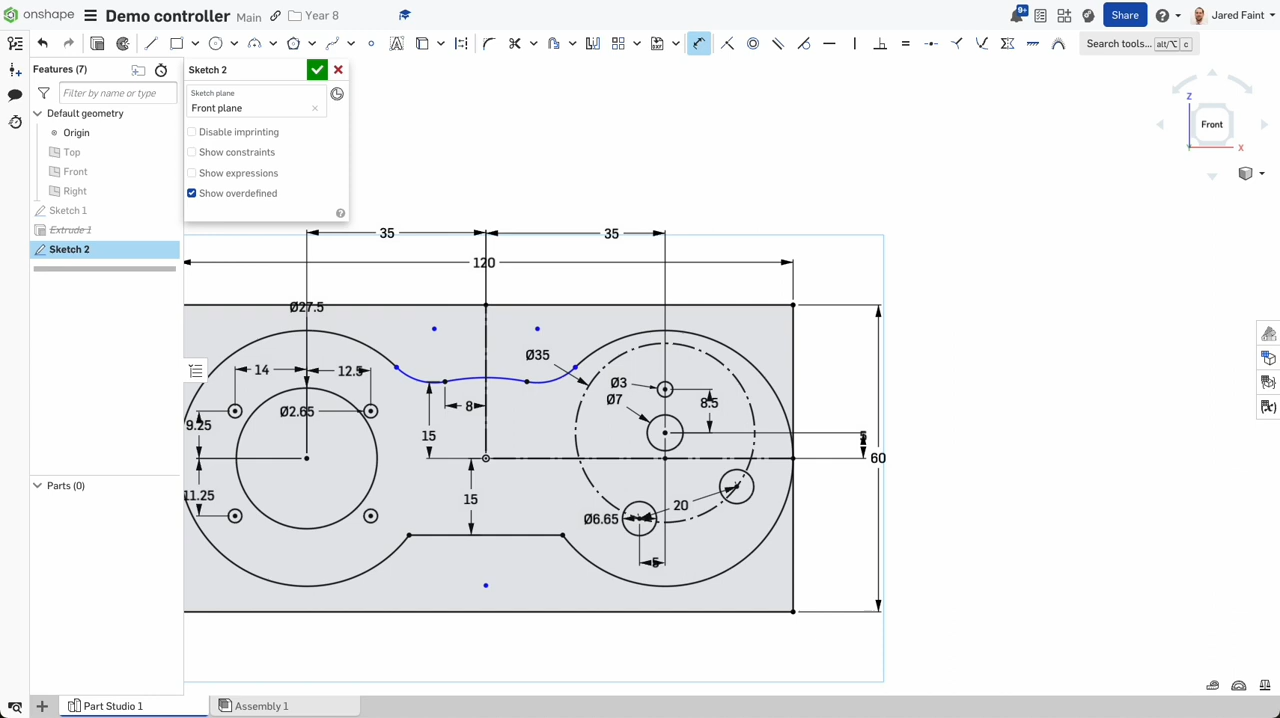 onshape Demo controller Main Year 8 9+ Share Jared Faint
Search tools... alt/⌥ c
Features (7)
Filter by name or type
Default geometry
Origin
Top
Front
Right
Sketch 1
Extrude 1
Sketch 2
Sketch 2
Sketch plane
Front plane
Disable imprinting
Show constraints
Show expressions
Show overdefined
Z
Front
X
35 35
120
Ø27.5
Ø35
14 12.5
Ø3
Ø7 8.5
8
Ø2.65
9.25
15
60
11.25 15
20
Ø6.65
5
Parts (0)
Part Studio 1 Assembly 1